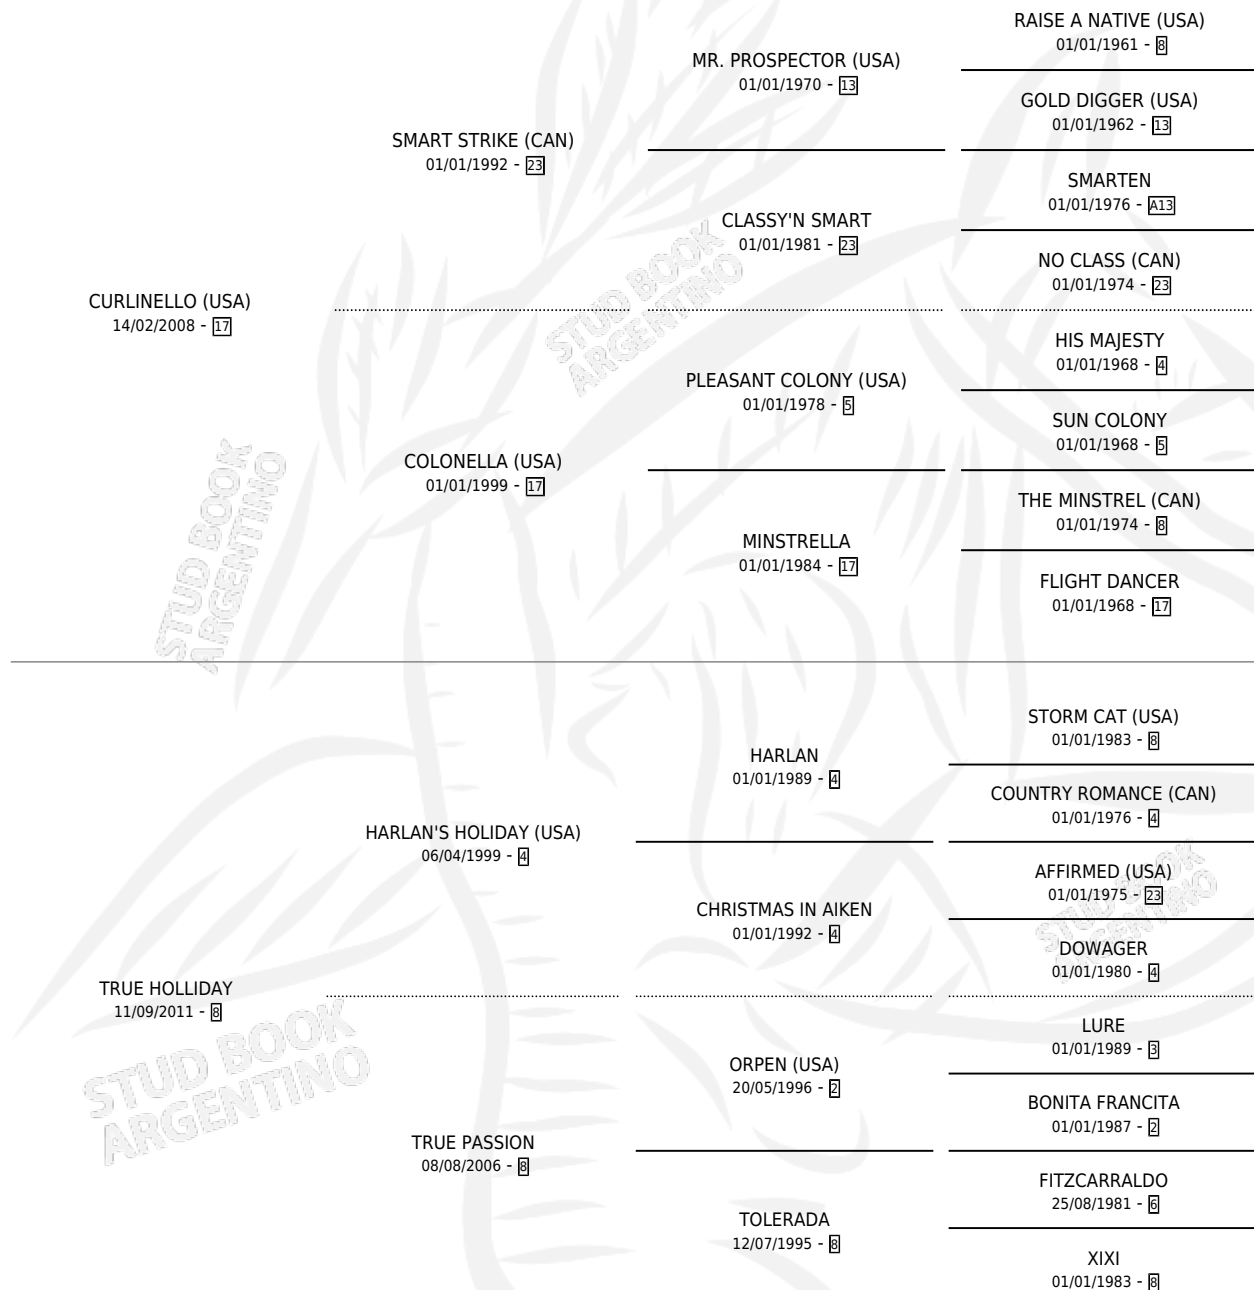 RAISE A NATIVE (USA)
01/01/1961 - 8
MR. PROSPECTOR (USA)
01/01/1970 - 13
GOLD DIGGER (USA)
01/01/1962 - 13
SMART STRIKE (CAN)
01/01/1992 - 23
SMARTEN
01/01/1976 - A13
CLASSY'N SMART
01/01/1981 - 23
NO CLASS (CAN)
01/01/1974 - 23
CURLINELLO (USA)
14/02/2008 - 17
STUD BOOK
ARGENTINO
HIS MAJESTY
01/01/1968 - 4
PLEASANT COLONY (USA)
01/01/1978 - 5
SUN COLONY
01/01/1968 - 5
COLONELLA (USA)
01/01/1999 - 17
THE MINSTREL (CAN)
01/01/1974 - 8
MINSTRELLA
01/01/1984 - 17
FLIGHT DANCER
01/01/1968 - 17
STUD BOOK
ARGENTINO
STORM CAT (USA)
01/01/1983 - 8
HARLAN
01/01/1989 - 4
COUNTRY ROMANCE (CAN)
01/01/1976 - 4
HARLAN'S HOLIDAY (USA)
06/04/1999 - 4
AFFIRMED (USA)
01/01/1975 - 23
CHRISTMAS IN AIKEN
01/01/1992 - 4
STUD BOOK
ARGENTINO
DOWAGER
01/01/1980 - 4
TRUE HOLLIDAY
11/09/2011 - 8
LURE
01/01/1989 - 3
ORPEN (USA)
20/05/1996 - 2
STUD BOOK
ARGENTINO
BONITA FRANCITA
01/01/1987 - 2
TRUE PASSION
08/08/2006 - 8
FITZCARRALDO
25/08/1981 - 6
TOLERADA
12/07/1995 - 8
XIXI
01/01/1983 - 8